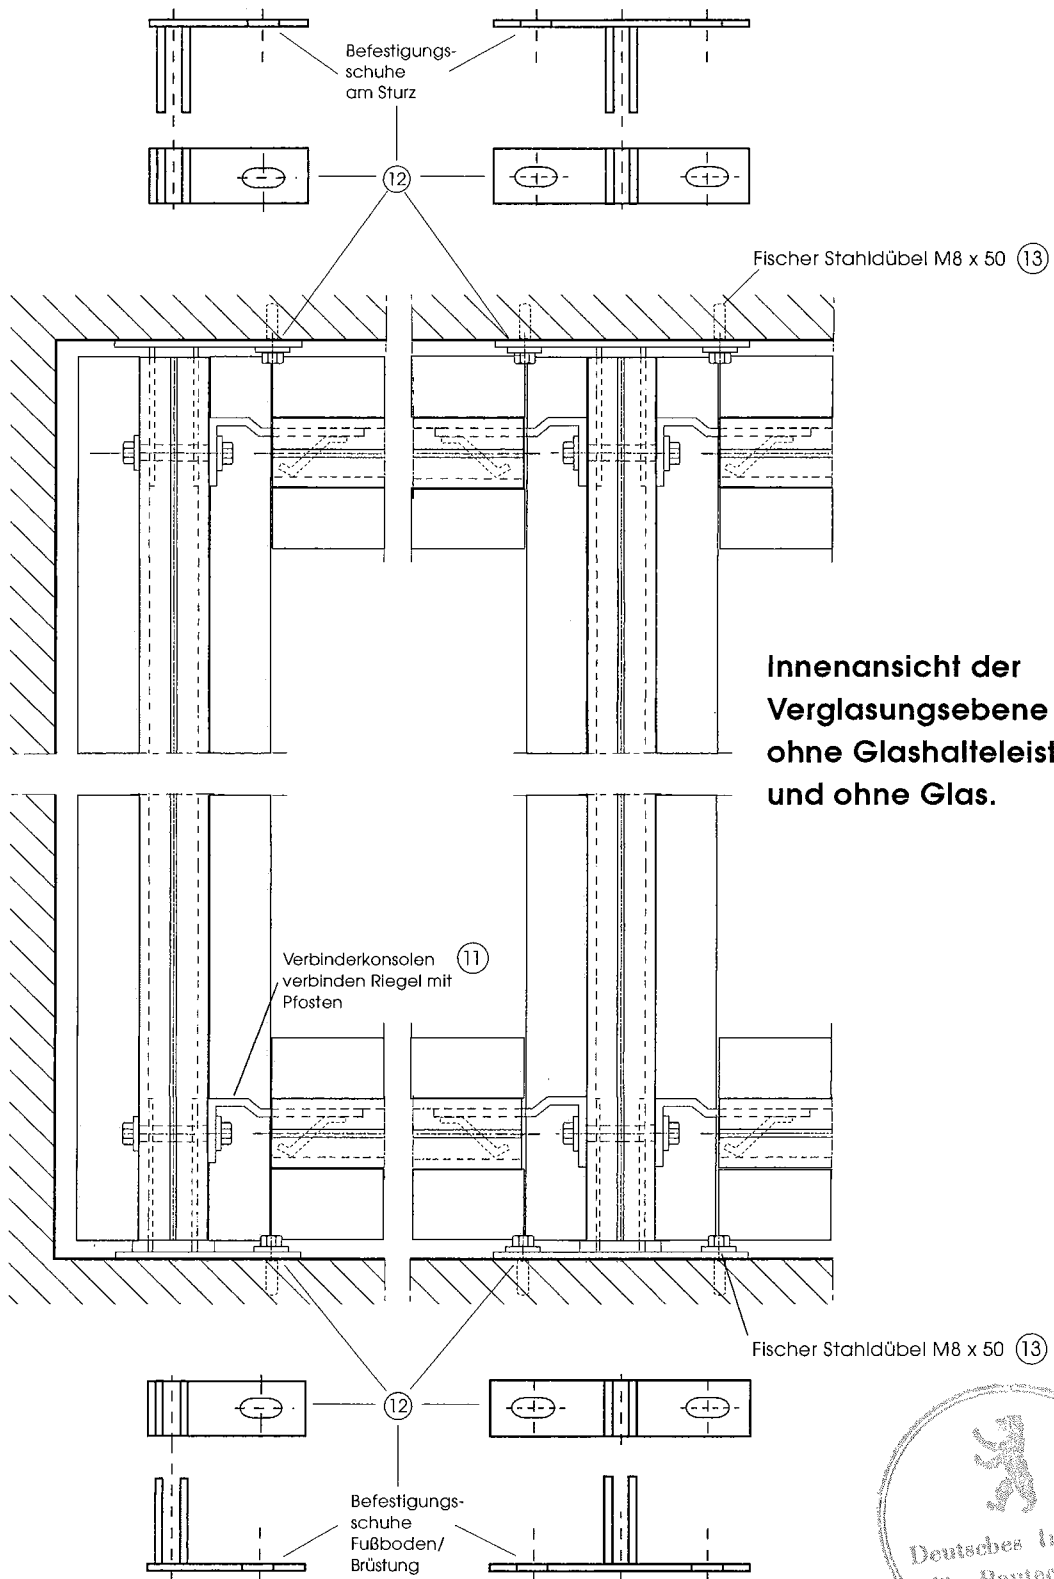 Befestigungs-
schuhe
am Sturz
12
Fischer Stahldübel M8 x 50 13
Innenansicht der
Verglasungsebene
ohne Glashalteleist
und ohne Glas.
Verbinderkonsolen 11
verbinden Riegel mit
Pfosten
Fischer Stahldübel M8 x 50 13
12
Befestigungs-
schuhe
Fußboden/
Brüstung
Deutsches